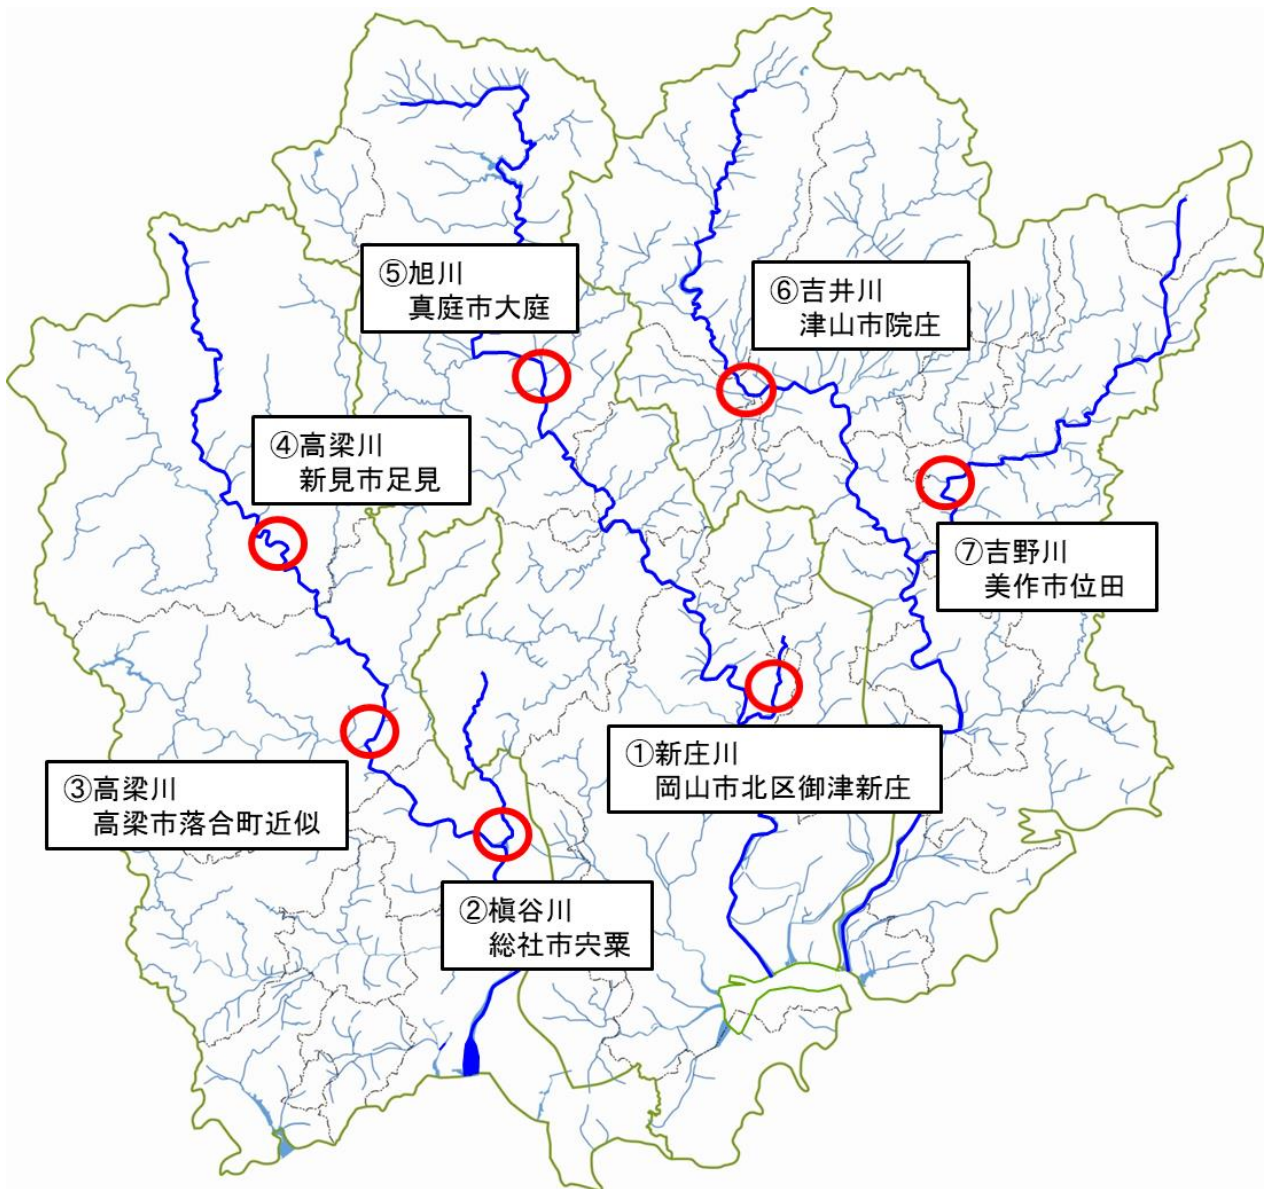 ⑤旭川
真庭市大庭
⑥吉井川
津山市院庄
④高梁川
新見市足見
⑦吉野川
美作市位田
①新庄川
岡山市北区御津新庄
③高梁川
高梁市落合町近似
②槇谷川
総社市宍粟